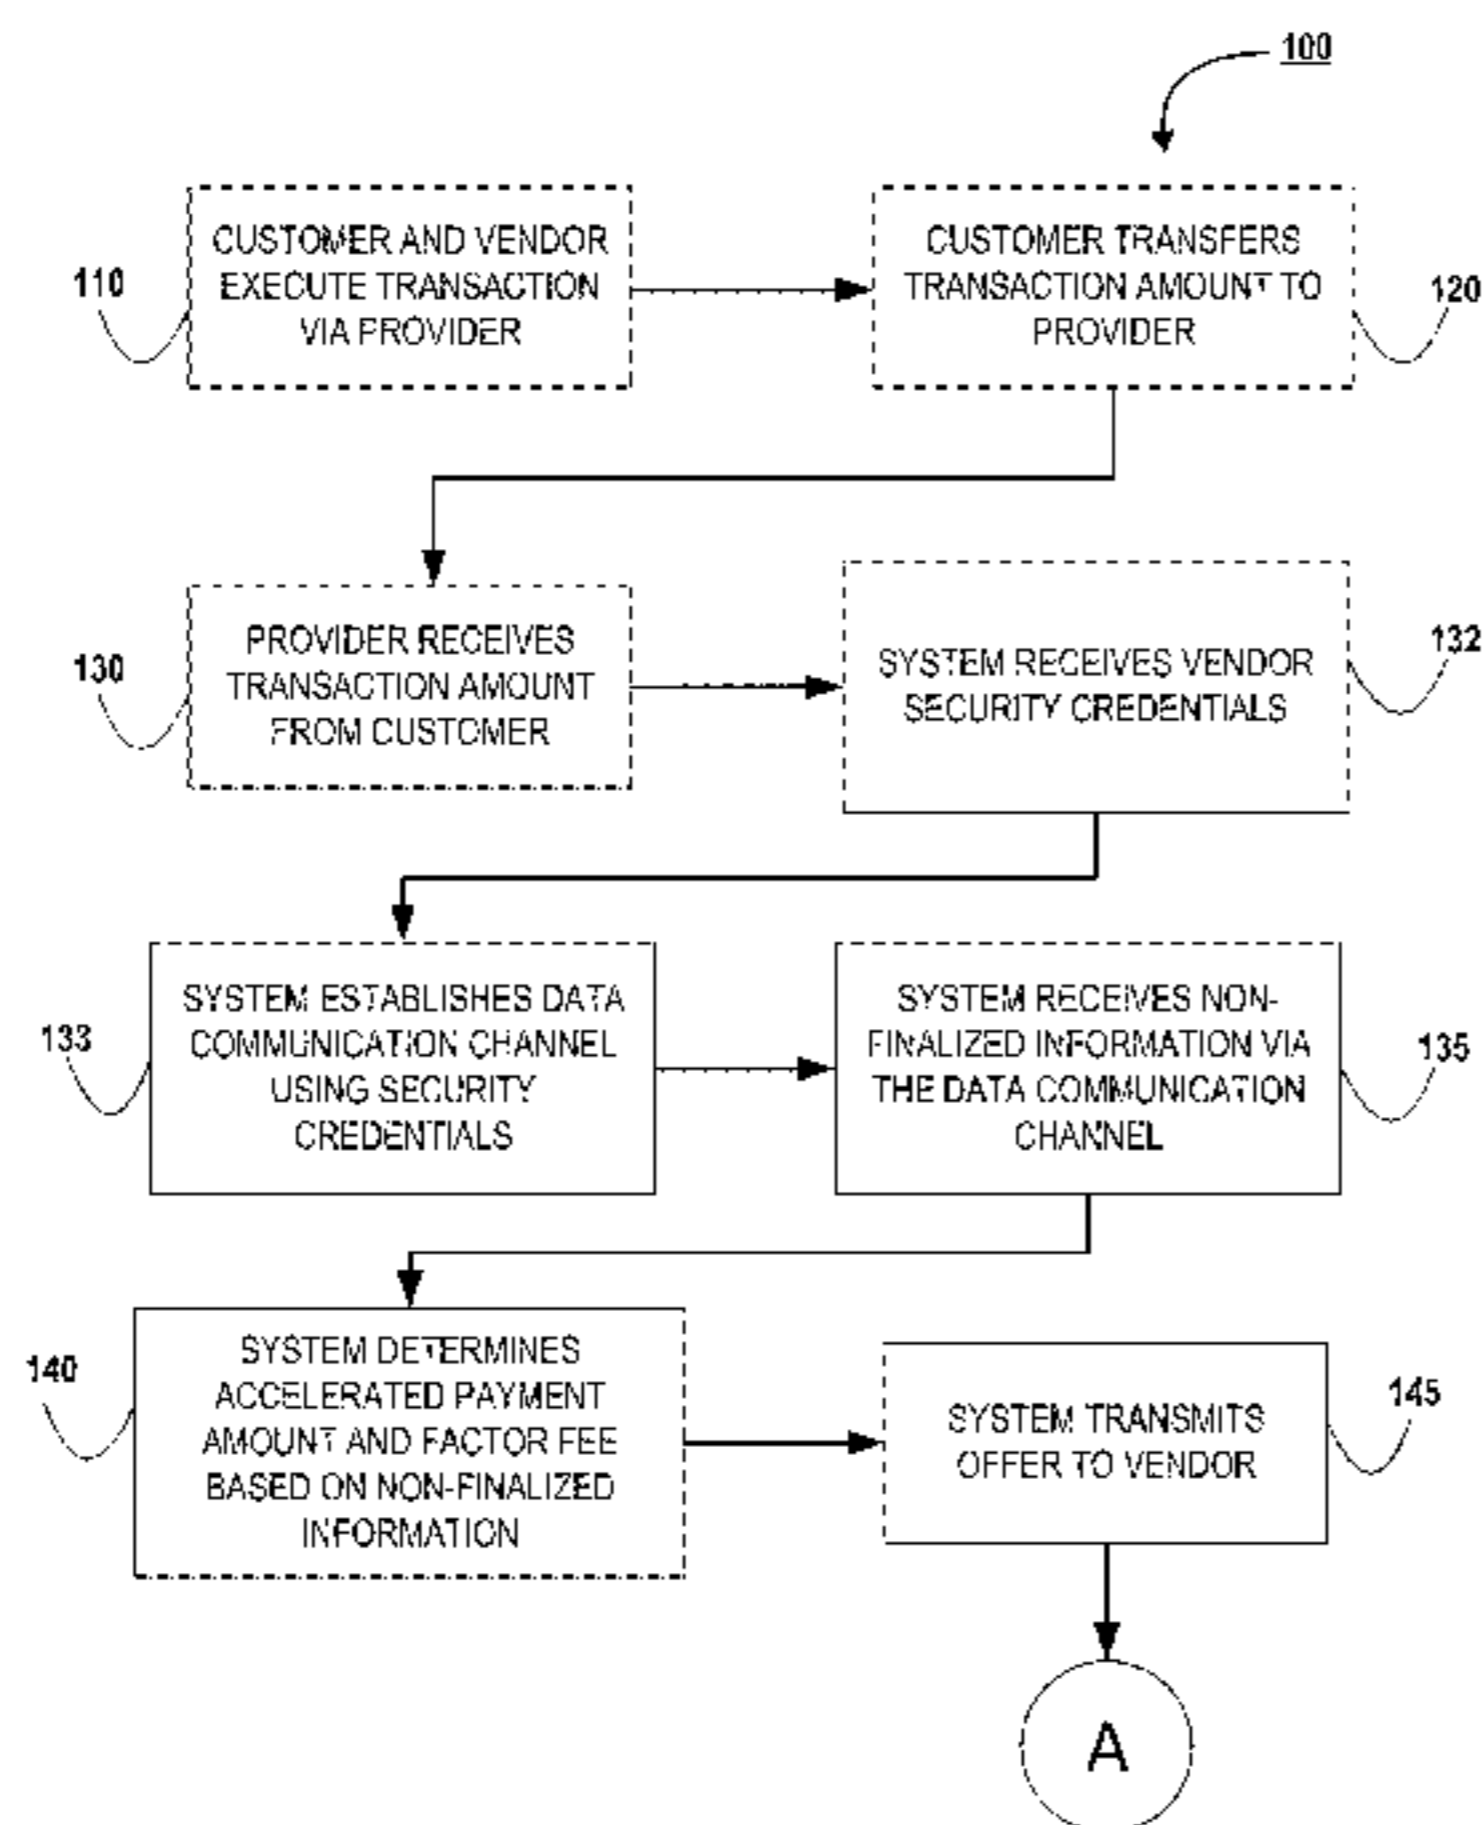 100
CUSTOMER AND VENDOR
EXECUTE TRANSACTION
VIA PROVIDER
110
CUSTOMER TRANSFERS
TRANSACTION AMOUNT TO
PROVIDER
120
PROVIDER RECEIVES
TRANSACTION AMOUNT
FROM CUSTOMER
130
SYSTEM RECEIVES VENDOR
SECURITY CREDENTIALS
132
SYSTEM ESTABLISHES DATA
COMMUNICATION CHANNEL
USING SECURITY
CREDENTIALS
133
SYSTEM RECEIVES NON-
FINALIZED INFORMATION VIA
THE DATA COMMUNICATION
CHANNEL
135
SYSTEM DETERMINES
ACCELERATED PAYMENT
AMOUNT AND FACTOR FEE
BASED ON NON-FINALIZED
INFORMATION
140
SYSTEM TRANSMITS
OFFER TO VENDOR
145
A